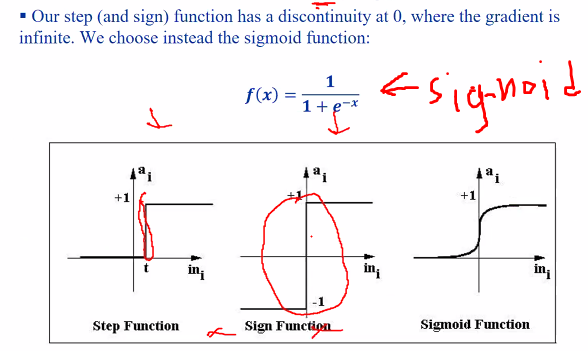 ▪ Our step (and sign) function has a discontinuity at 0, where the gradient is
infinite. We choose instead the sigmoid function:
f(x) = 1 / (1 + e^{-x})
sigmoid
a_i a_i a_i
+1 +1 +1
t in_i in_i in_i
-1
Step Function Sign Function Sigmoid Function